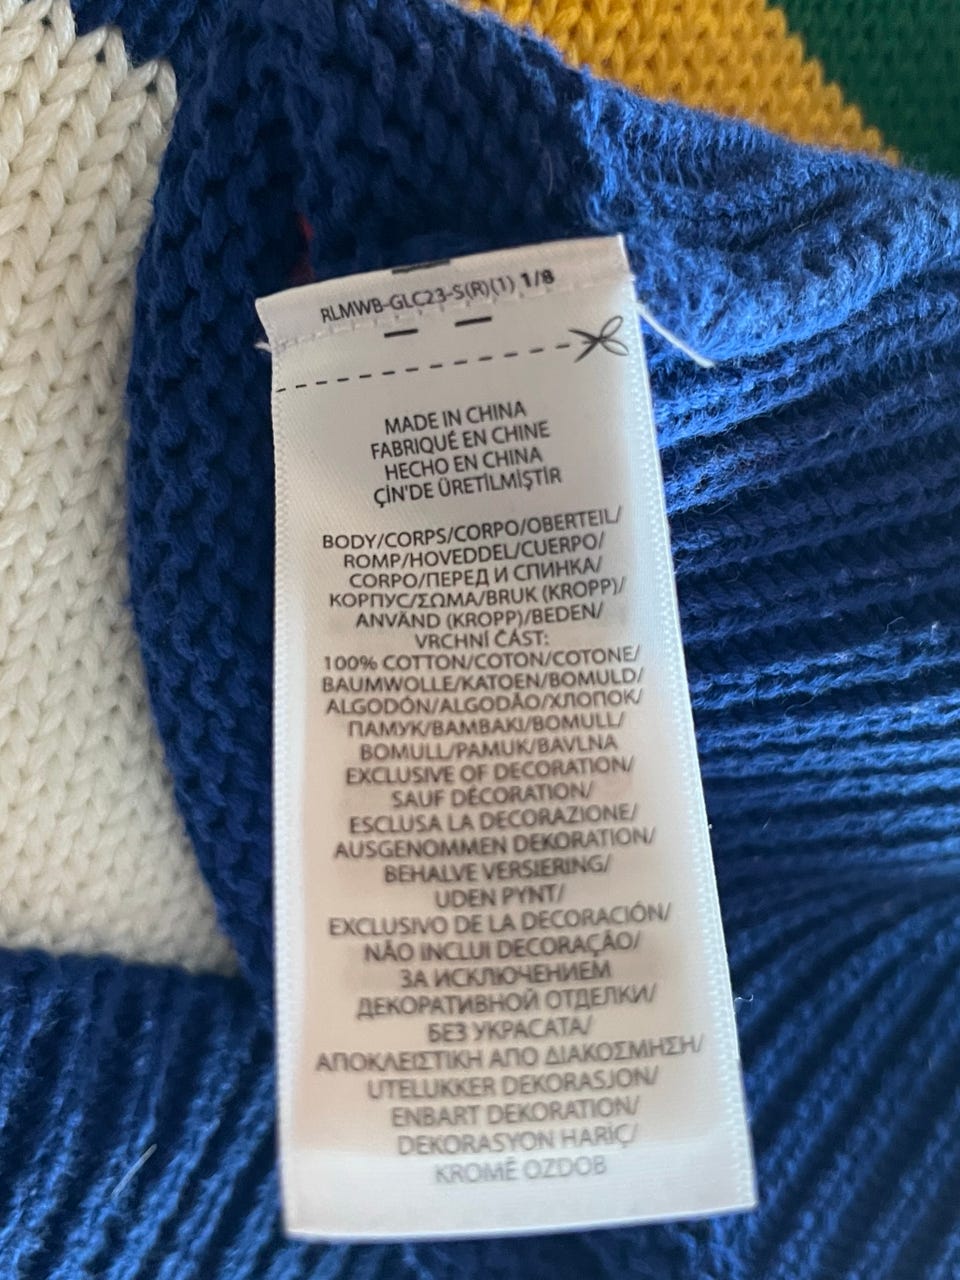 RLMWB-GLC23-S(R)(1) 1/8
MADE IN CHINA
FABRIQUÉ EN CHINE
HECHO EN CHINA
ÇİN'DE ÜRETİLMİŞTİR
BODY/CORPS/CORPO/OBERTEIL/
ROMP/HOVEDDEL/CUERPO/
CORPO/ПЕРЕД И СПИНКА/
КОРПУС/ΣΩΜΑ/BRUK (KROPP)/
ANVÄND (KROPP)/BEDEN/
VRCHNÍ ČÁST:
100% COTTON/COTON/COTONE/
BAUMWOLLE/KATOEN/BOMULD/
ALGODÓN/ALGODÃO/ХЛОПОК/
ПАМУК/ΒΑΜΒΑΚΙ/BOMULL/
BOMULL/PAMUK/BAVLNA
EXCLUSIVE OF DECORATION/
SAUF DÉCORATION/
ESCLUSA LA DECORAZIONE/
AUSGENOMMEN DEKORATION/
BEHALVE VERSIERING/
UDEN PYNT/
EXCLUSIVO DE LA DECORACIÓN/
NÃO INCLUI DECORAÇÃO/
ЗА ИСКЛЮЧЕНИЕМ
ДЕКОРАТИВНОЙ ОТДЕЛКИ/
БЕЗ УКРАСАТА/
ΑΠΟΚΛΕΙΣΤΙΚΗ ΑΠΟ ΔΙΑΚΟΣΜΗΣΗ/
UTELUKKER DEKORASJON/
ENBART DEKORATION/
DEKORASYON HARİÇ/
KROMĚ OZDOB